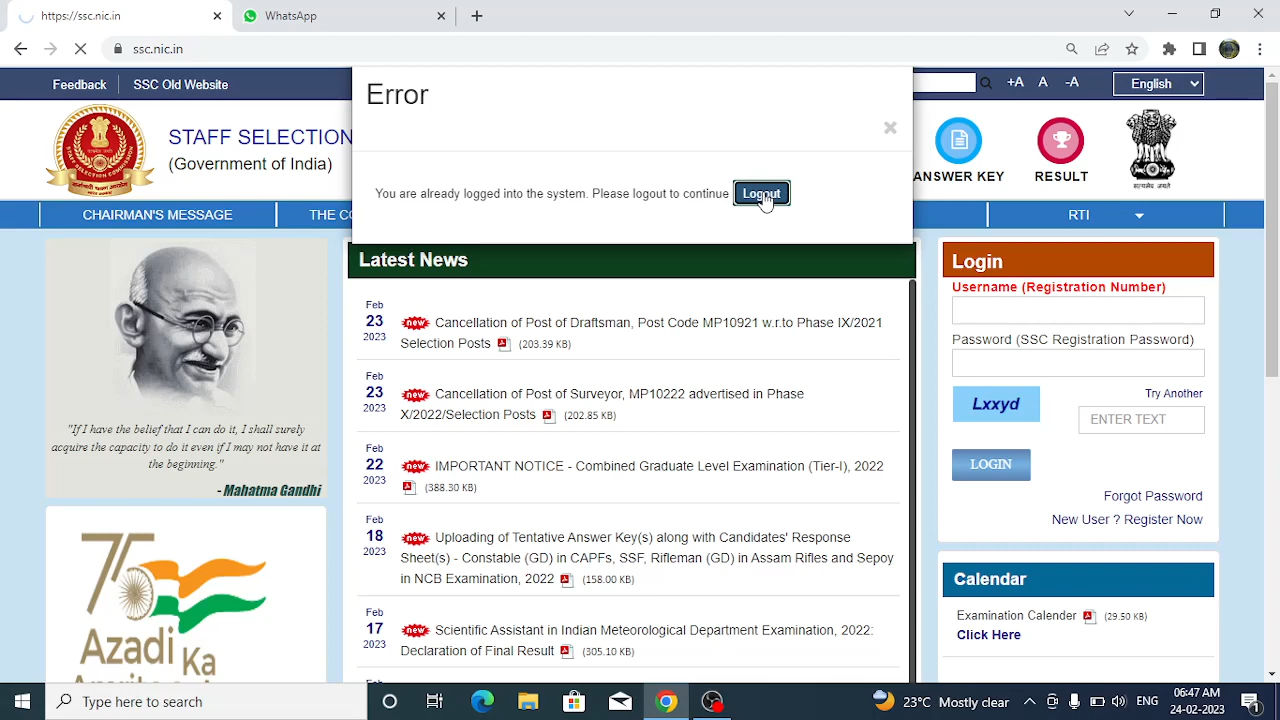 https://ssc.nic.in
WhatsApp
ssc.nic.in
Feedback
SSC Old Website
+A A -A
English
STAFF SELECTION
(Government of India)
ANSWER KEY
RESULT
Error
You are already logged into the system. Please logout to continue Logout
CHAIRMAN'S MESSAGE
THE CO
RTI
"If I have the belief that I can do it, I shall surely
acquire the capacity to do it even if I may not have it at
the beginning."
- Mahatma Gandhi
75
Azadi
Ka
Latest News
Feb
23
2023
new Cancellation of Post of Draftsman, Post Code MP10921 w.r.to Phase IX/2021
Selection Posts (203.39 KB)
Feb
23
2023
new Cancellation of Post of Surveyor, MP10222 advertised in Phase
X/2022/Selection Posts (202.85 KB)
Feb
22
2023
new IMPORTANT NOTICE - Combined Graduate Level Examination (Tier-I), 2022
(388.30 KB)
Feb
18
2023
new Uploading of Tentative Answer Key(s) along with Candidates' Response
Sheet(s) - Constable (GD) in CAPFs, SSF, Rifleman (GD) in Assam Rifles and Sepoy
in NCB Examination, 2022 (158.00 KB)
Feb
17
2023
new Scientific Assistant in Indian Meteorological Department Examination, 2022:
Declaration of Final Result (305.10 KB)
Login
Username (Registration Number)
Password (SSC Registration Password)
Lxxyd
Try Another
ENTER TEXT
LOGIN
Forgot Password
New User ? Register Now
Calendar
Examination Calender (29.50 KB)
Click Here
Type here to search
23°C Mostly clear
ENG
06:47 AM
24-02-2023
1